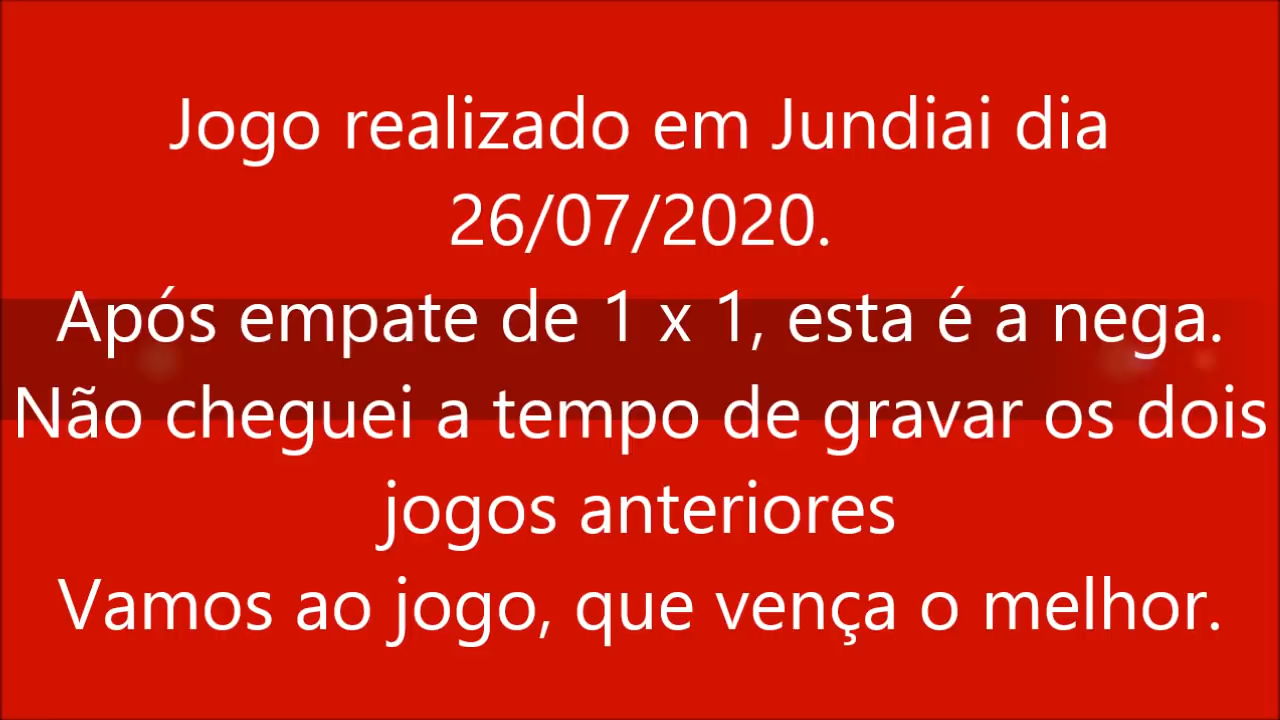 Jogo realizado em Jundiai dia
26/07/2020.
Após empate de 1 x 1, esta é a nega.
Não cheguei a tempo de gravar os dois
jogos anteriores
Vamos ao jogo, que vença o melhor.